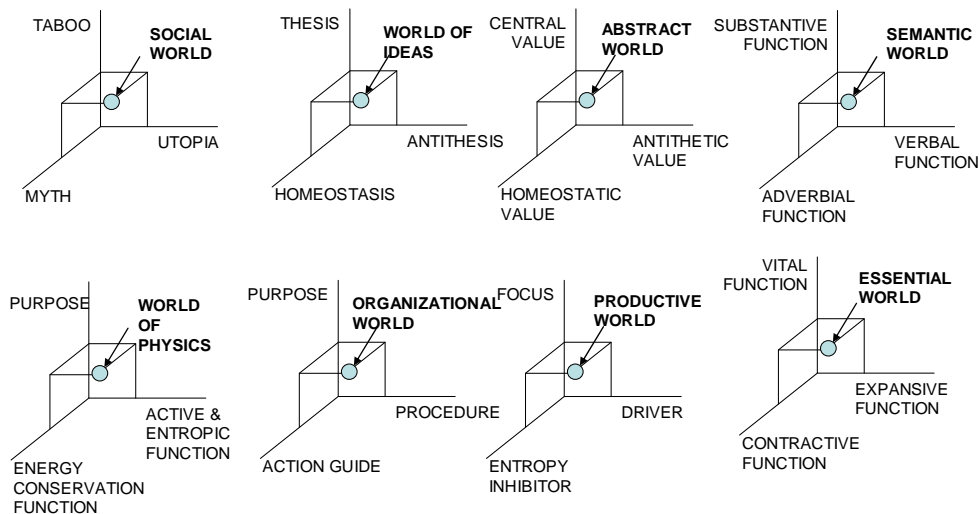 TABOO
SOCIAL
WORLD
UTOPIA
MYTH
THESIS
WORLD OF
IDEAS
ANTITHESIS
HOMEOSTASIS
CENTRAL
VALUE
ABSTRACT
WORLD
ANTITHETIC
VALUE
HOMEOSTATIC
VALUE
SUBSTANTIVE
FUNCTION
SEMANTIC
WORLD
VERBAL
FUNCTION
ADVERBIAL
FUNCTION
PURPOSE
WORLD
OF
PHYSICS
ACTIVE &
ENTROPIC
FUNCTION
ENERGY
CONSERVATION
FUNCTION
PURPOSE
ORGANIZATIONAL
WORLD
PROCEDURE
ACTION GUIDE
FOCUS
PRODUCTIVE
WORLD
DRIVER
ENTROPY
INHIBITOR
VITAL
FUNCTION
ESSENTIAL
WORLD
EXPANSIVE
FUNCTION
CONTRACTIVE
FUNCTION